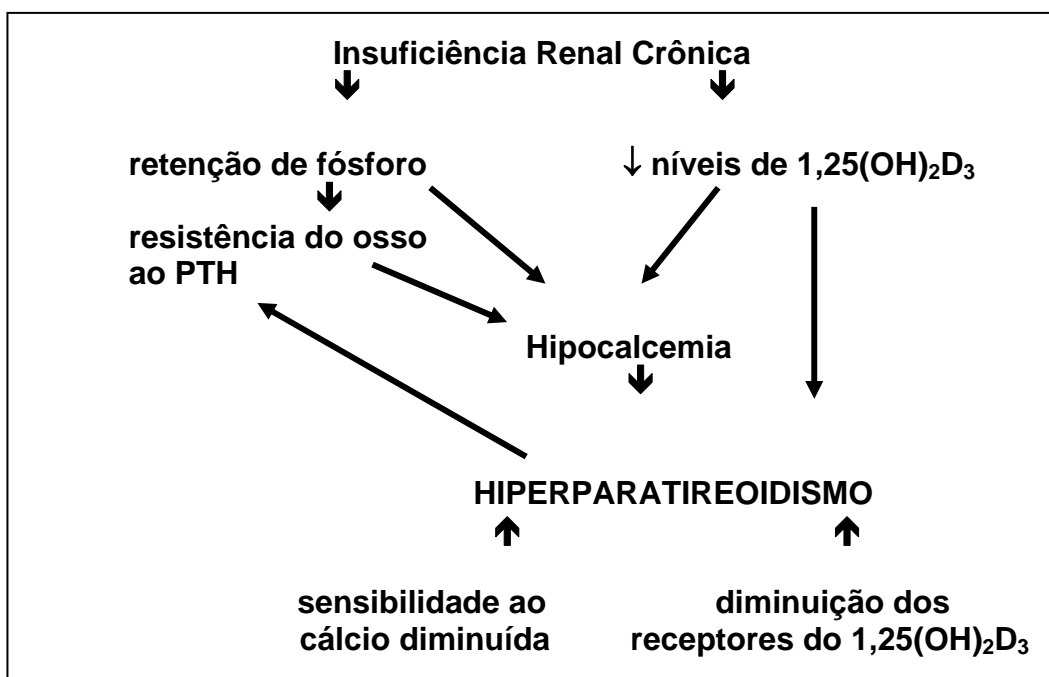 Insuficiência Renal Crônica
retenção de fósforo
↓ níveis de 1,25(OH)₂D₃
resistência do osso
ao PTH
Hipocalcemia
HIPERPARATIREOIDISMO
sensibilidade ao
cálcio diminuída
diminuição dos
receptores do 1,25(OH)₂D₃